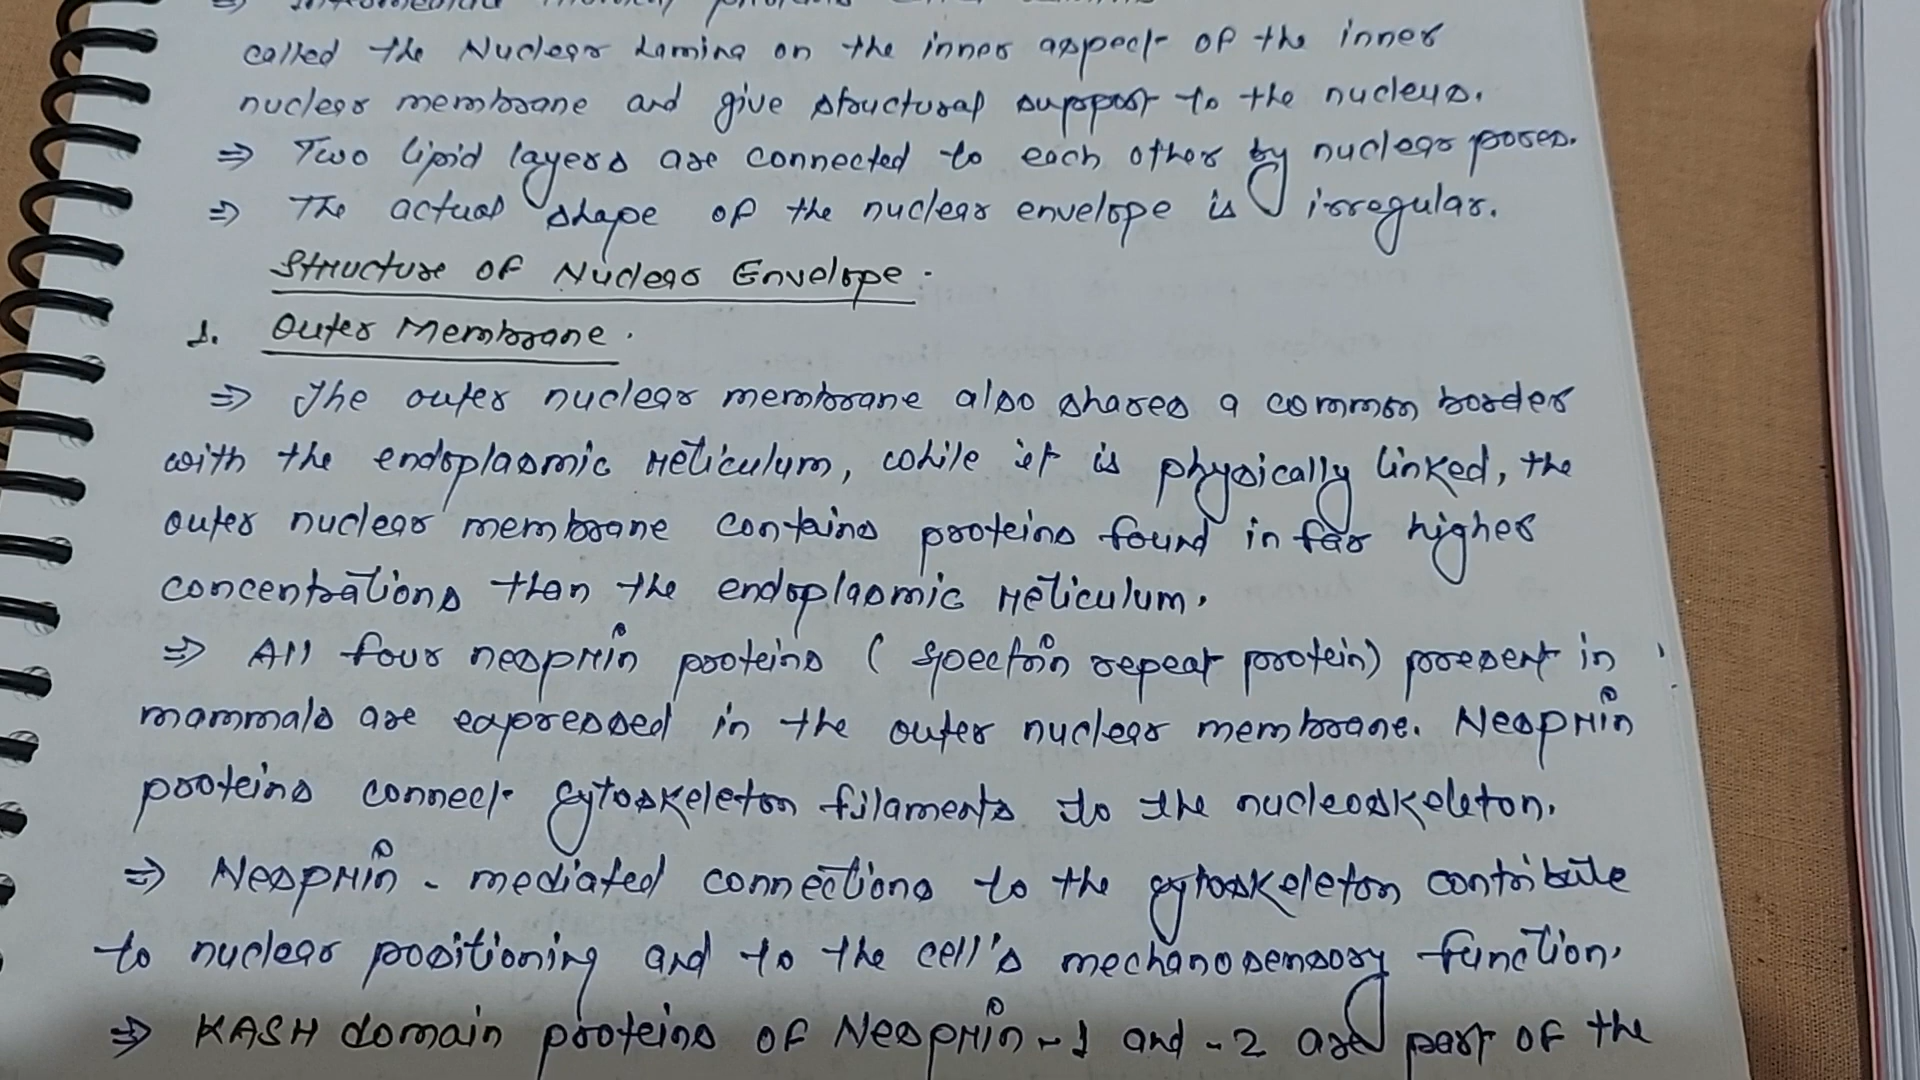 called the Nuclear Lamina on the inner aspect of the inner
nuclear membrane and give structural support to the nucleus.
⇒ Two lipid layers are connected to each other by nuclear pores.
⇒ The actual shape of the nuclear envelope is irregular.
Structure of Nuclear Envelope.
1. Outer Membrane.
⇒ The outer nuclear membrane also shares a common border
with the endoplasmic reticulum, while it is physically linked, the
outer nuclear membrane contains proteins found in far higher
concentrations than the endoplasmic reticulum.
⇒ All four nesprin proteins (spectrin repeat protein) present in
mammals are expressed in the outer nuclear membrane. Nesprin
proteins connect cytoskeleton filaments to the nucleoskeleton.
⇒ Nesprin-mediated connections to the cytoskeleton contribute
to nuclear positioning and to the cell's mechanosensory function.
⇒ KASH domain proteins of Nesprin-1 and -2 are part of the